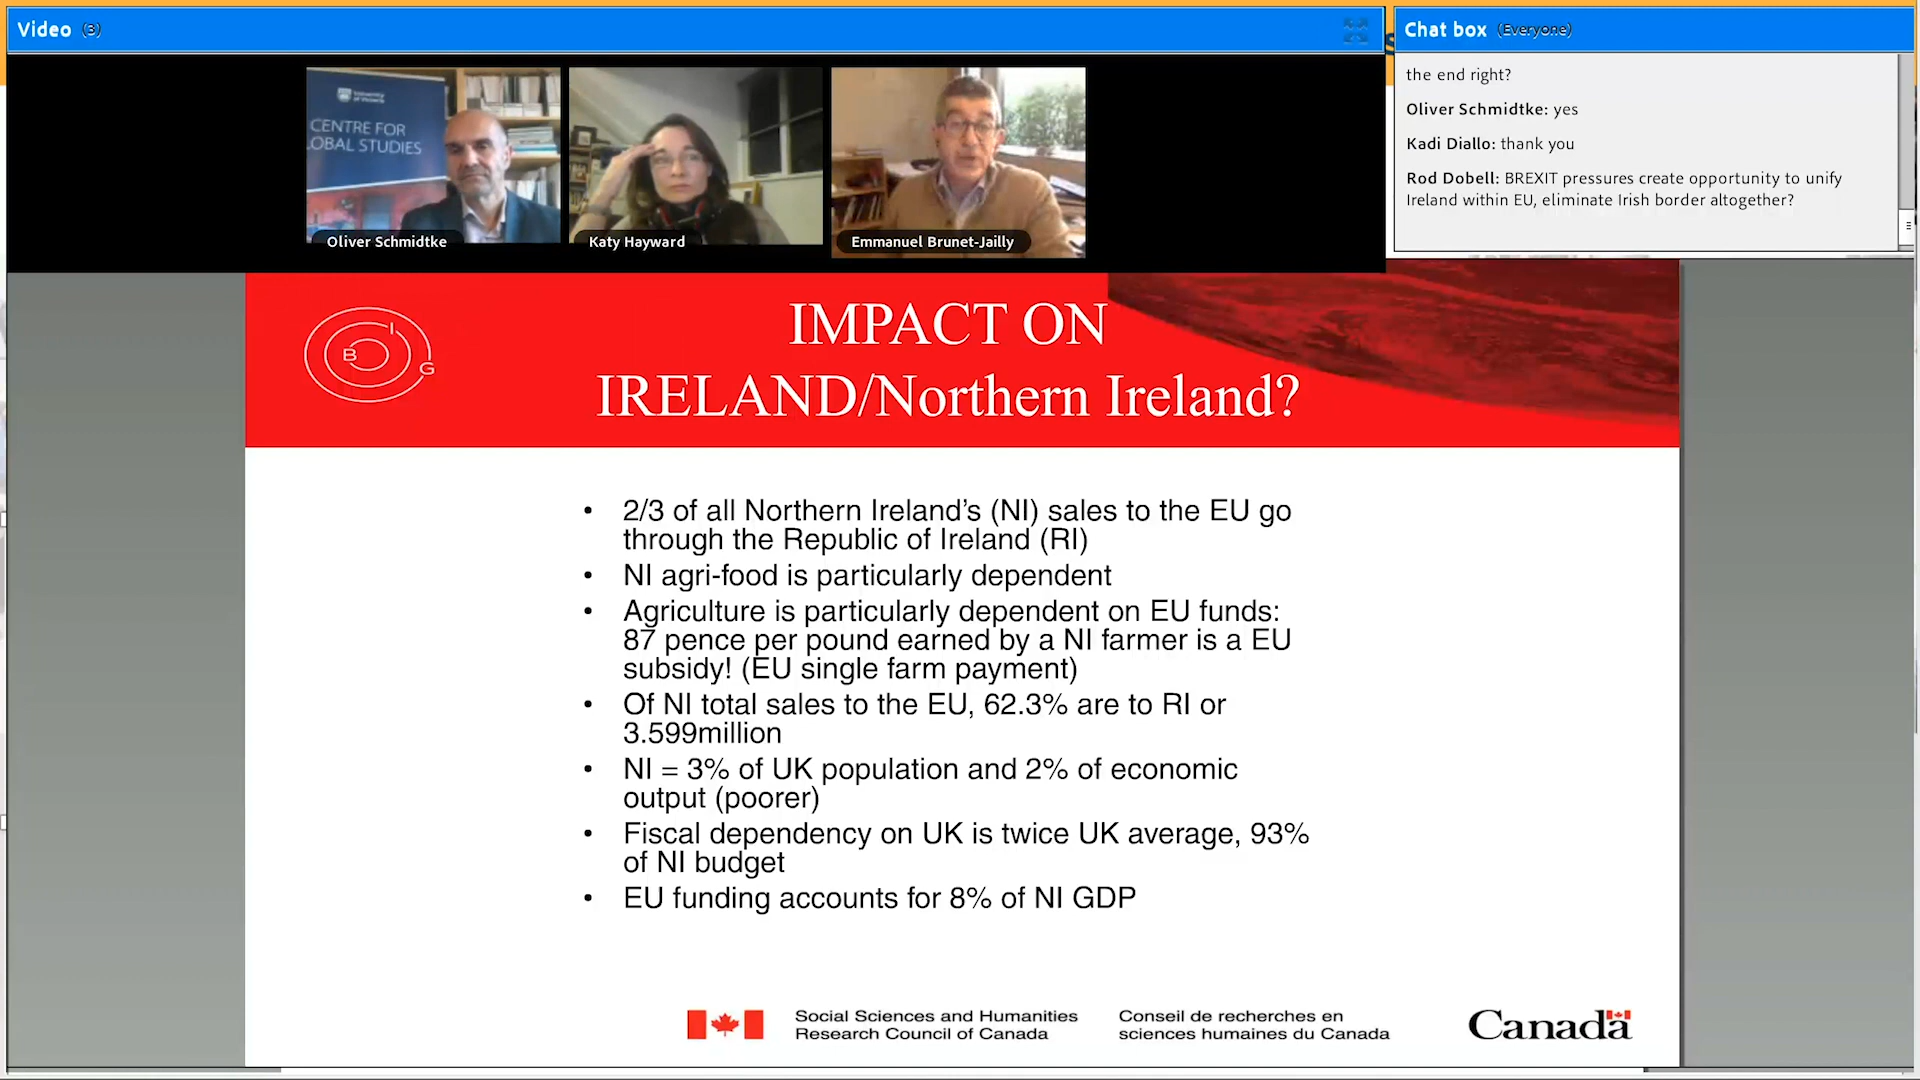 Video (3)
University
of Victoria
CENTRE FOR
OBAL STUDIES
Oliver Schmidtke
Katy Hayward
Emmanuel Brunet-Jailly
Chat box (Everyone)
the end right?
Oliver Schmidtke: yes
Kadi Diallo: thank you
Rod Dobell: BREXIT pressures create opportunity to unify
Ireland within EU, eliminate Irish border altogether?
B I G
IMPACT ON
IRELAND/Northern Ireland?
• 2/3 of all Northern Ireland’s (NI) sales to the EU go
through the Republic of Ireland (RI)
• NI agri-food is particularly dependent
• Agriculture is particularly dependent on EU funds:
87 pence per pound earned by a NI farmer is a EU
subsidy! (EU single farm payment)
• Of NI total sales to the EU, 62.3% are to RI or
3.599million
• NI = 3% of UK population and 2% of economic
output (poorer)
• Fiscal dependency on UK is twice UK average, 93%
of NI budget
• EU funding accounts for 8% of NI GDP
Social Sciences and Humanities
Research Council of Canada
Conseil de recherches en
sciences humaines du Canada
Canada